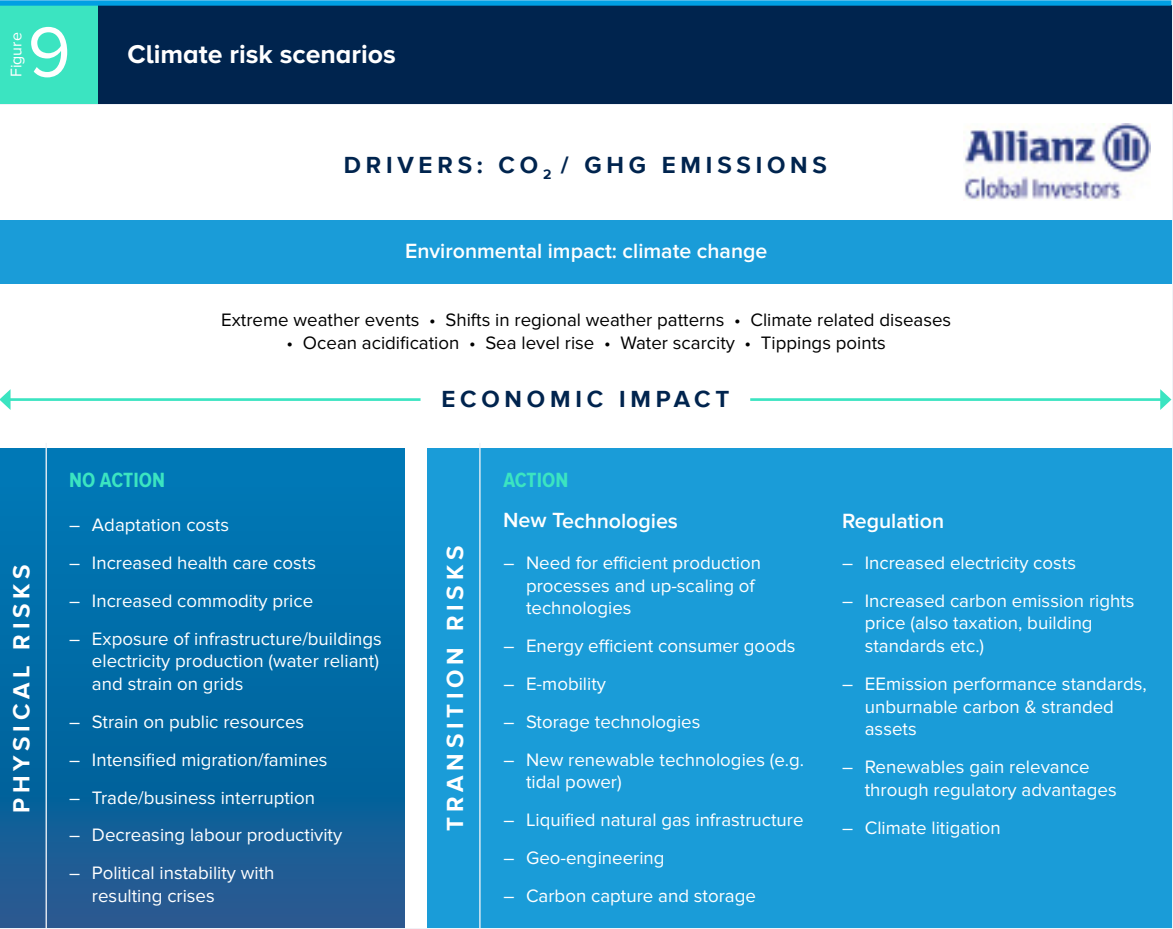 Figure
9
Climate risk scenarios
DRIVERS: CO₂ / GHG EMISSIONS
Allianz
Global Investors
Environmental impact: climate change
Extreme weather events • Shifts in regional weather patterns • Climate related diseases
• Ocean acidification • Sea level rise • Water scarcity • Tippings points
ECONOMIC IMPACT
PHYSICAL RISKS
NO ACTION
– Adaptation costs
– Increased health care costs
– Increased commodity price
– Exposure of infrastructure/buildings
electricity production (water reliant)
and strain on grids
– Strain on public resources
– Intensified migration/famines
– Trade/business interruption
– Decreasing labour productivity
– Political instability with
resulting crises
TRANSITION RISKS
ACTION
New Technologies
– Need for efficient production
processes and up-scaling of
technologies
– Energy efficient consumer goods
– E-mobility
– Storage technologies
– New renewable technologies (e.g.
tidal power)
– Liquified natural gas infrastructure
– Geo-engineering
– Carbon capture and storage
Regulation
– Increased electricity costs
– Increased carbon emission rights
price (also taxation, building
standards etc.)
– EEmission performance standards,
unburnable carbon & stranded
assets
– Renewables gain relevance
through regulatory advantages
– Climate litigation